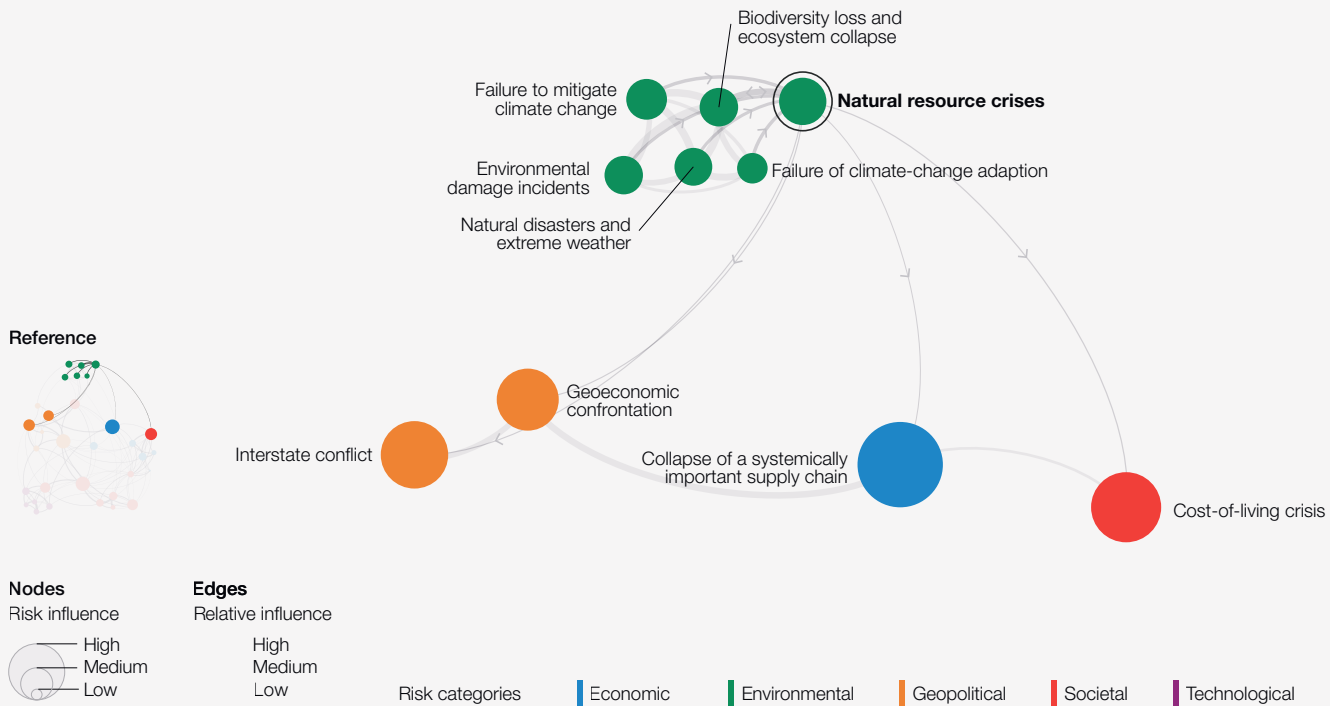 Biodiversity loss and
ecosystem collapse
Failure to mitigate
climate change
Natural resource crises
Environmental
damage incidents
Failure of climate-change adaption
Natural disasters and
extreme weather
Reference
Geoeconomic
confrontation
Interstate conflict
Collapse of a systemically
important supply chain
Cost-of-living crisis
Nodes
Risk influence
High
Medium
Low
Edges
Relative influence
High
Medium
Low
Risk categories
Economic
Environmental
Geopolitical
Societal
Technological